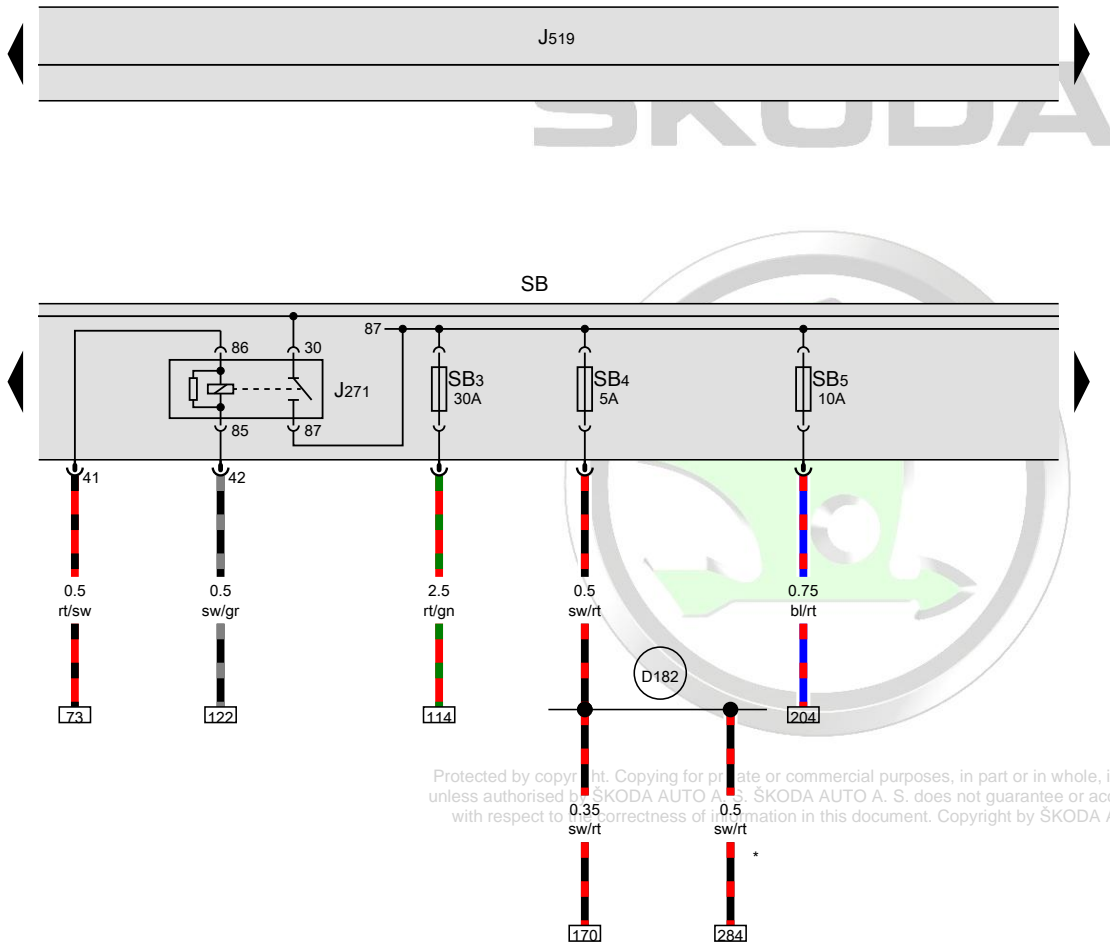 J519
ŠKODA
SB
87
86
30
J271
85
87
SB3
30A
SB4
5A
SB5
10A
41
42
0.5
rt/sw
0.5
sw/gr
2.5
rt/gn
0.5
sw/rt
0.75
bl/rt
D182
73
122
114
204
Protected by copyright. Copying for private or commercial purposes, in part or in whole, i
unless authorised by ŠKODA AUTO A. S. ŠKODA AUTO A. S. does not guarantee or acc
with respect to the correctness of information in this document. Copyright by ŠKODA A
0.35
sw/rt
0.5
sw/rt
*
170
284